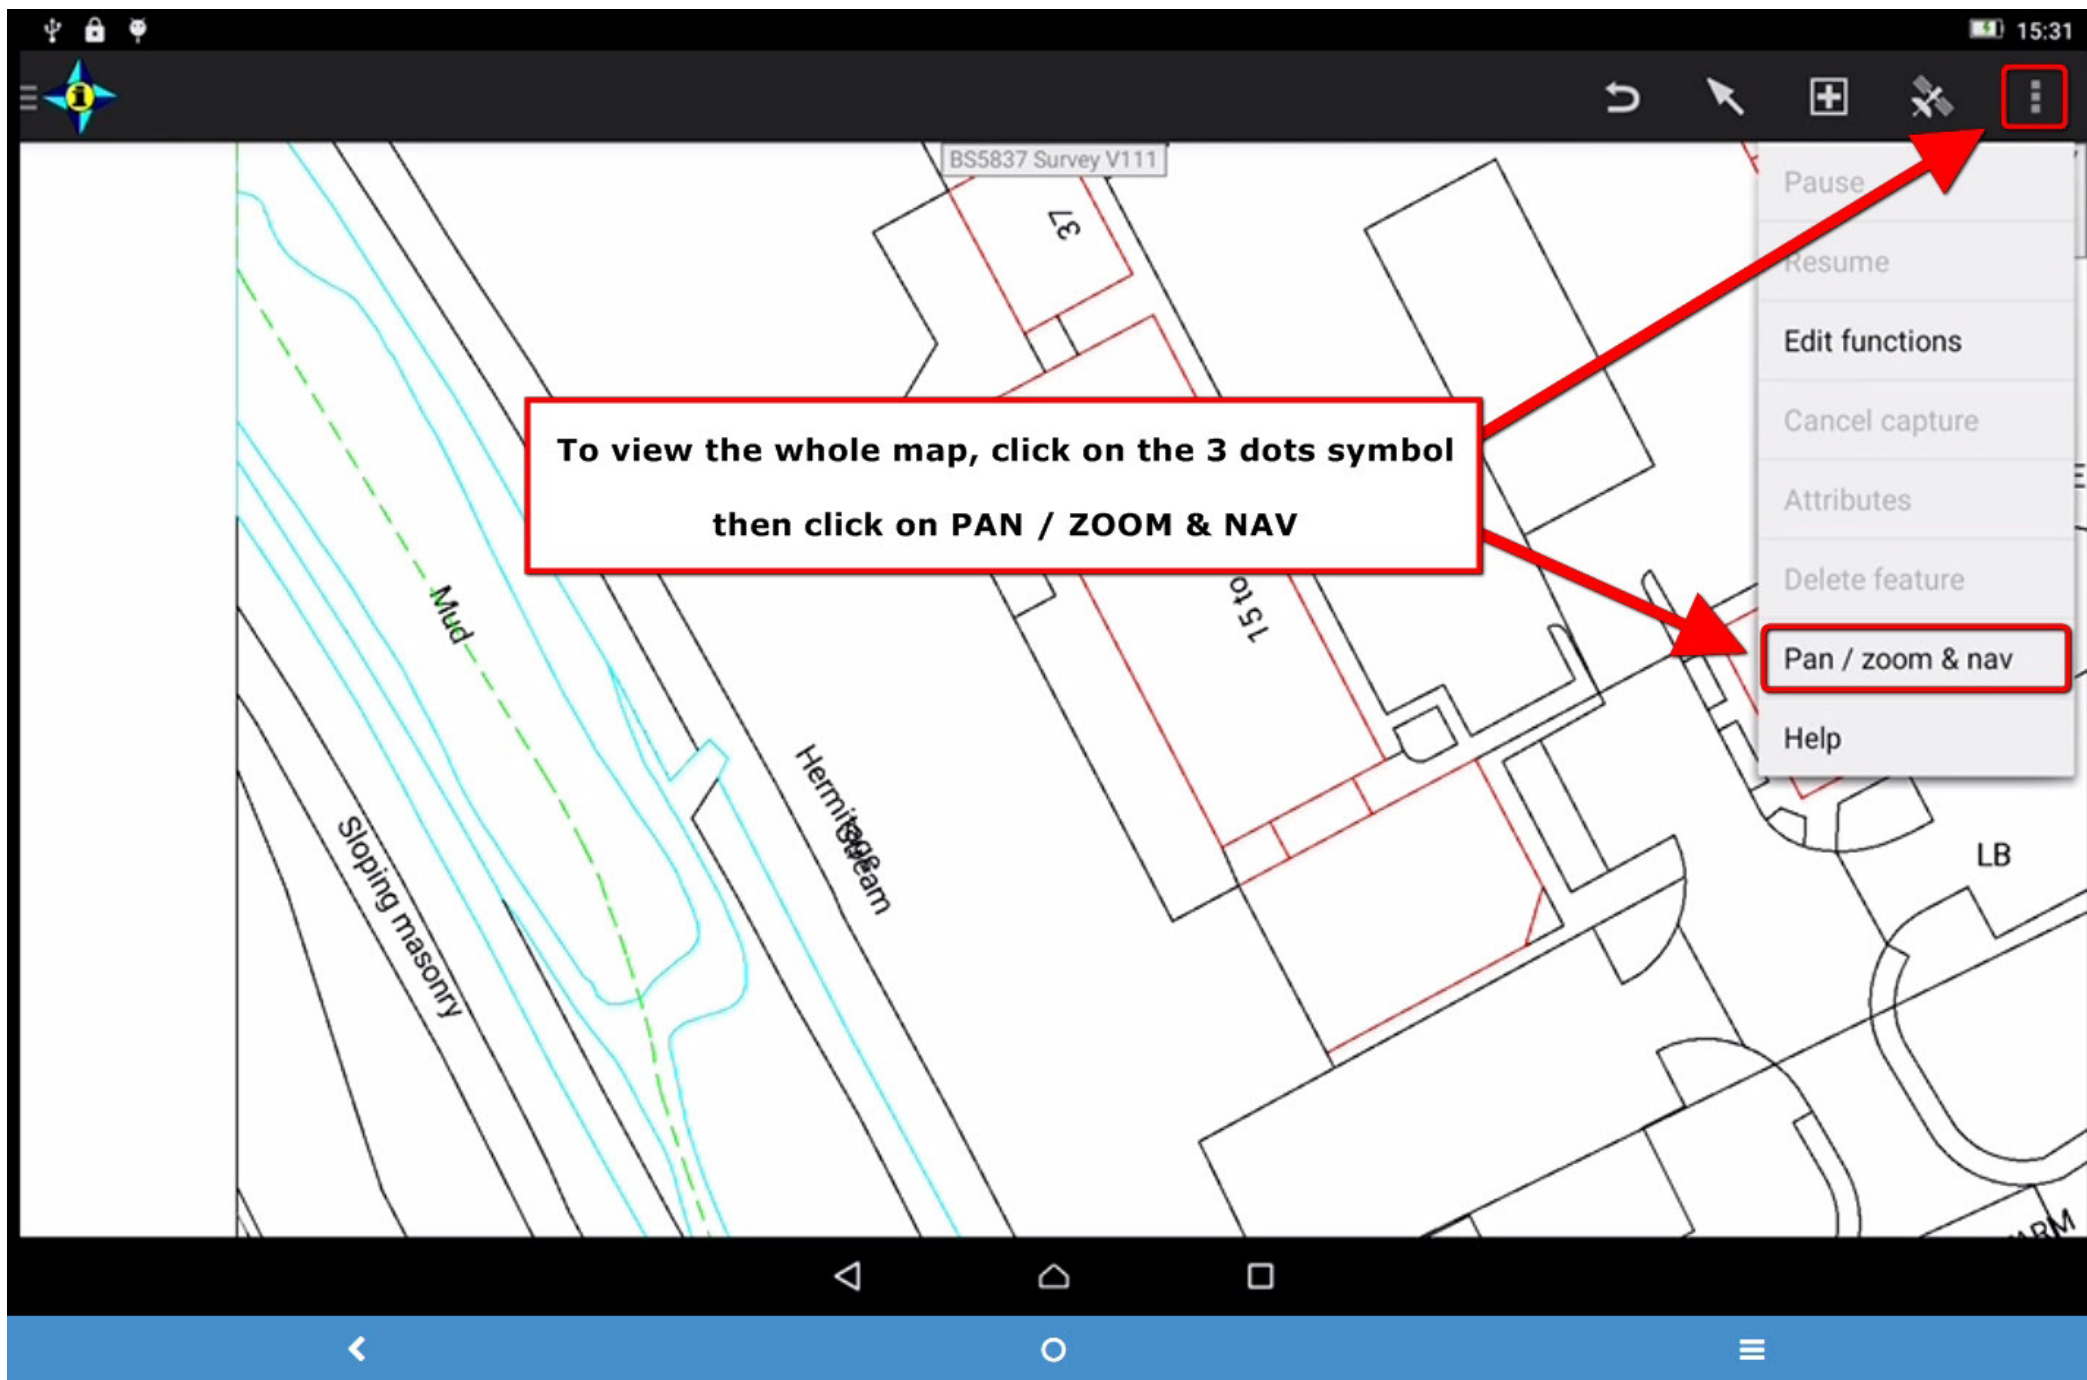 15:31
BS5837 Survey V111
37
Pause
Resume
Edit functions
Cancel capture
Attributes
Delete feature
Pan / zoom & nav
Help
To view the whole map, click on the 3 dots symbol
then click on PAN / ZOOM & NAV
15 to
Mud
Hermitage
Stream
Sloping masonry
LB